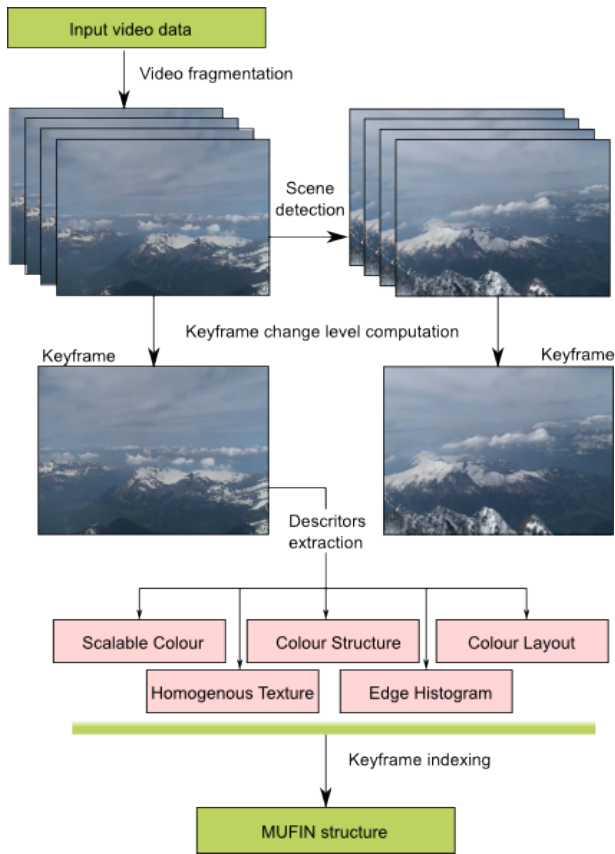 Input video data
Video fragmentation
Scene
detection
Keyframe change level computation
Keyframe
Keyframe
Descritors
extraction
Scalable Colour
Colour Structure
Colour Layout
Homogenous Texture
Edge Histogram
Keyframe indexing
MUFIN structure